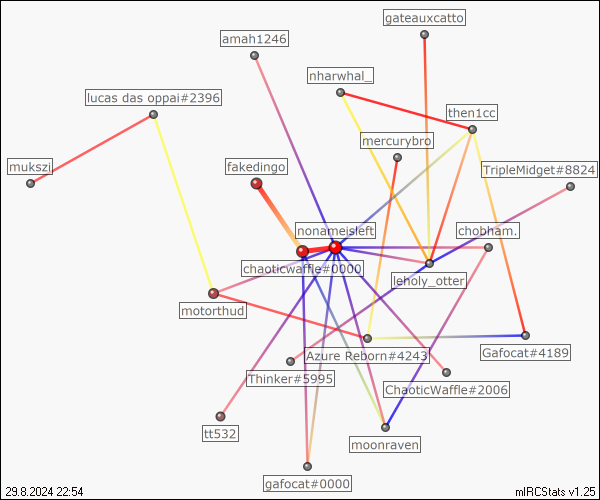 gateauxcatto
amah1246
nharwhal_
lucas das oppai#2396
then1cc
mercurybro
mukszi
fakedingo
TripleMidget#8824
nonameisleft
chobham.
chaoticwaffle#0000
leholy_otter
motorthud
Azure Reborn#4243
Gafocat#4189
Thinker#5995
ChaoticWaffle#2006
tt532
moonraven
gafocat#0000
29.8.2024 22:54
mIRCStats v1.25